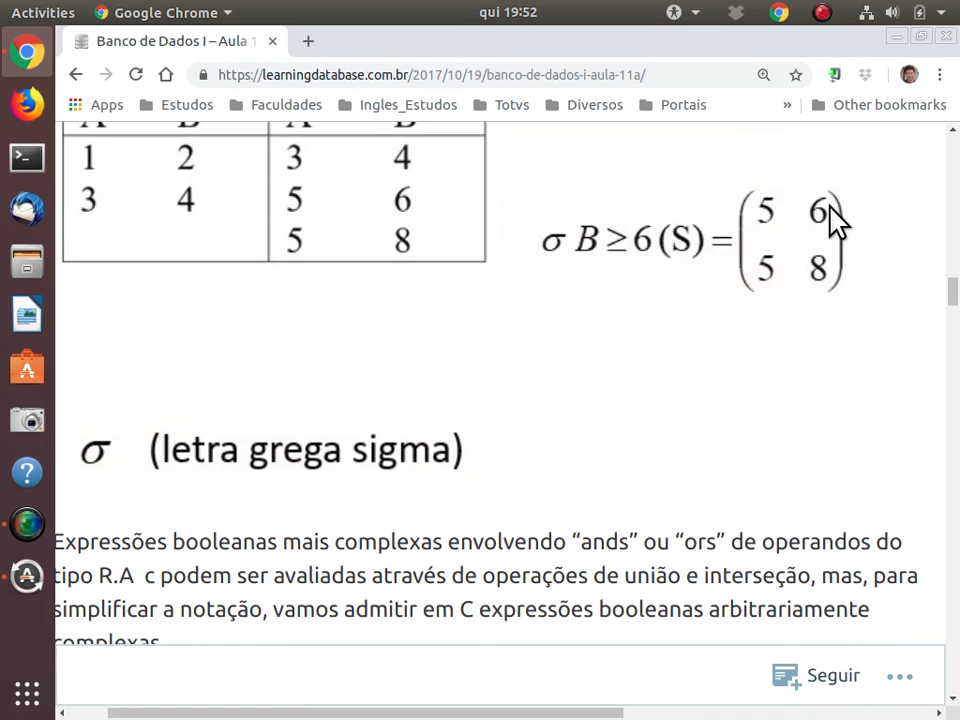 Activities Google Chrome qui 19:52
Banco de Dados I – Aula 1
https://learningdatabase.com.br/2017/10/19/banco-de-dados-i-aula-11a/
Apps Estudos Faculdades Ingles_Estudos Totvs Diversos Portais » Other bookmarks
A B A B
1 2 3 4
3 4 5 6
5 8
σ B ≥ 6 (S) = (5 6
5 8)
σ (letra grega sigma)
Expressões booleanas mais complexas envolvendo “ands” ou “ors” de operandos do
tipo R.A c podem ser avaliadas através de operações de união e interseção, mas, para
simplificar a notação, vamos admitir em C expressões booleanas arbitrariamente
complexas
Seguir